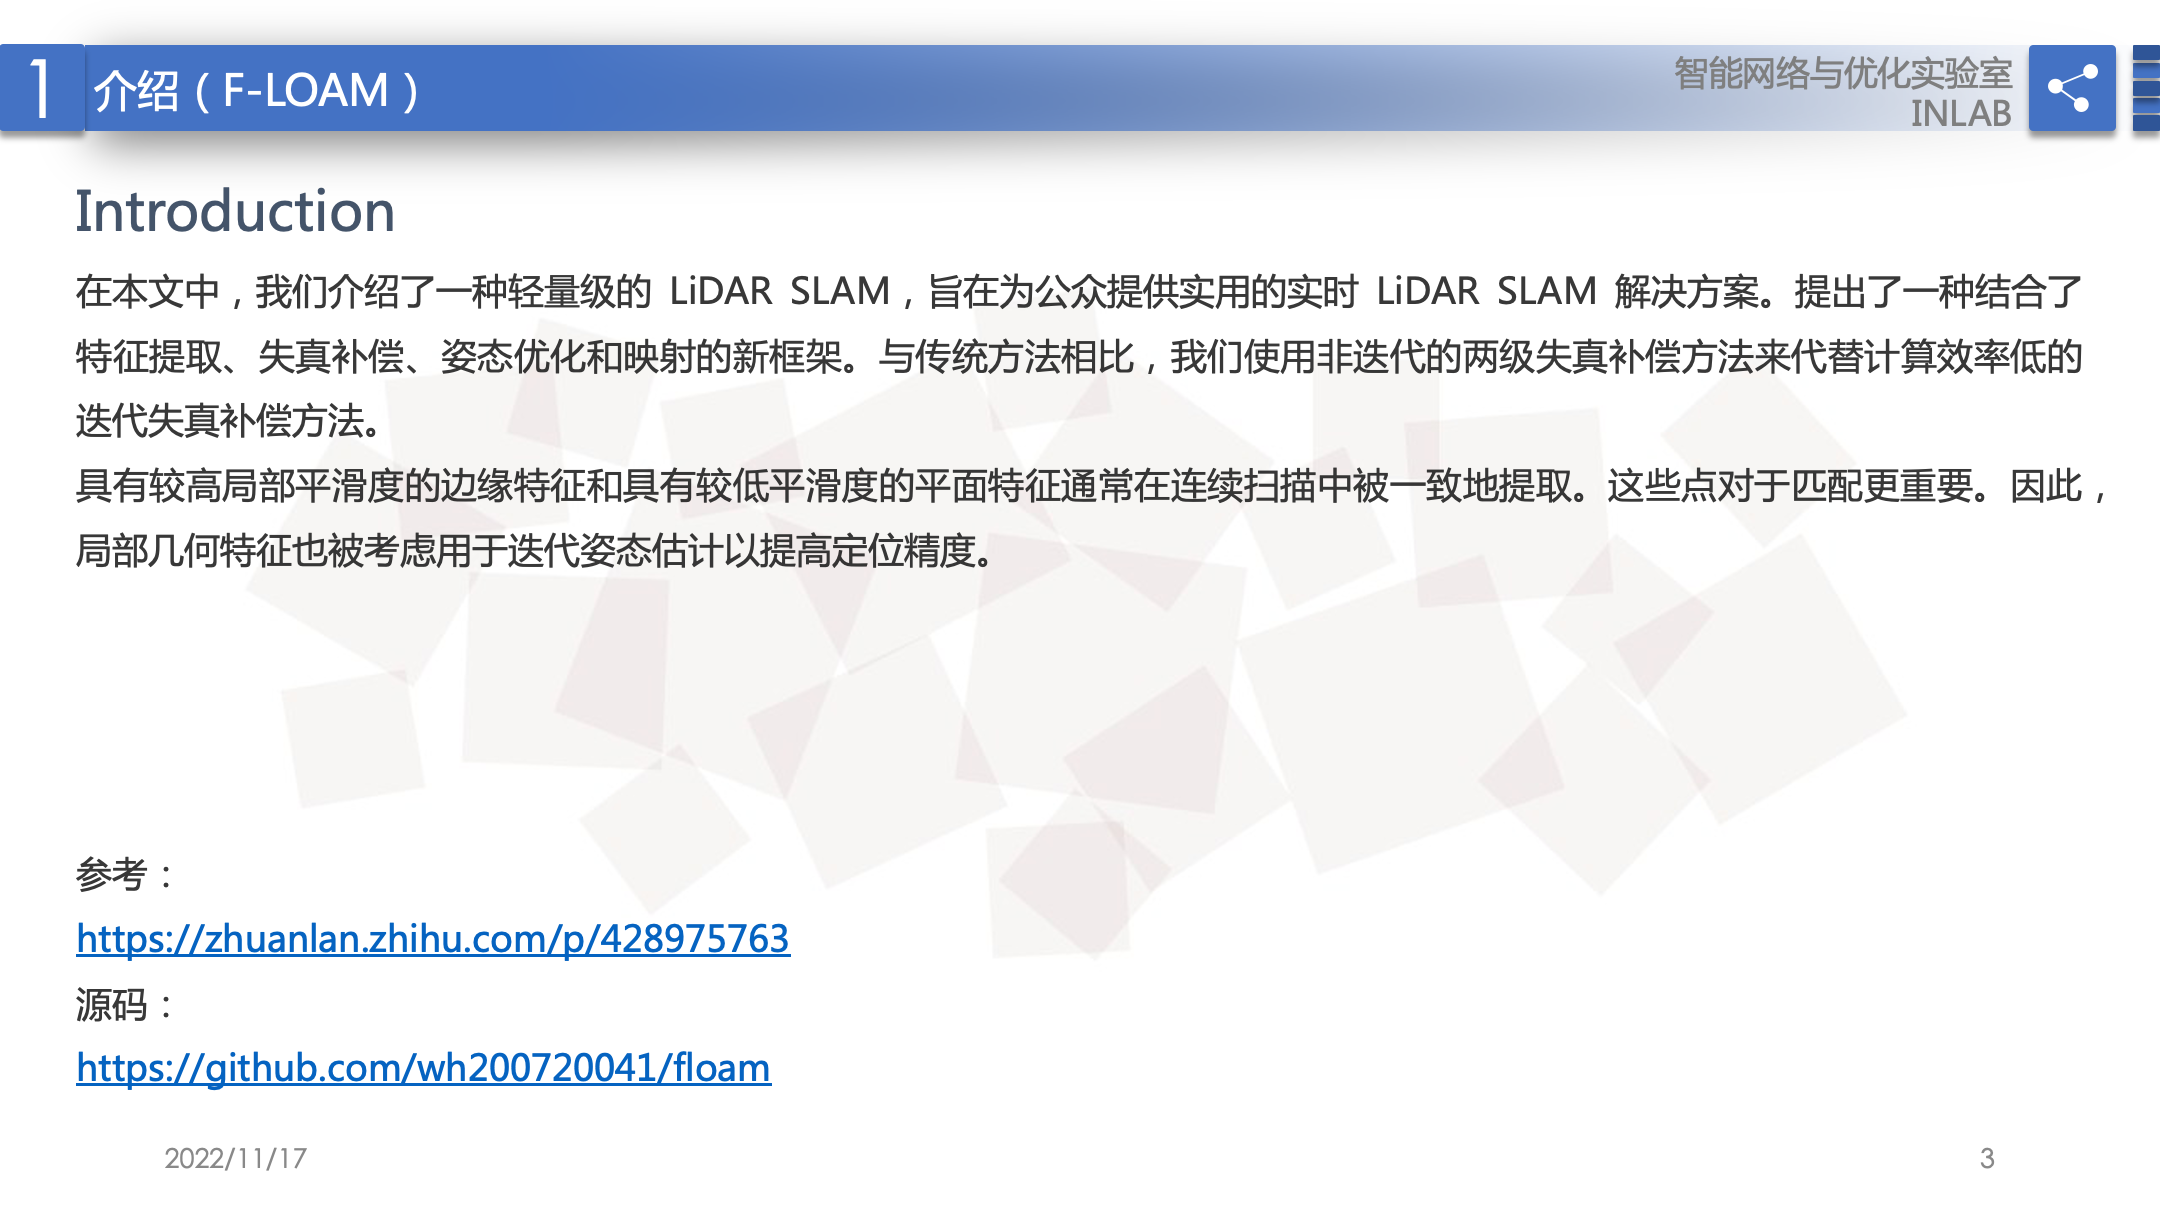 1
介绍（F-LOAM）
智能网络与优化实验室
INLAB
Introduction
在本文中，我们介绍了一种轻量级的 LiDAR SLAM，旨在为公众提供实用的实时 LiDAR SLAM 解决方案。提出了一种结合了
特征提取、失真补偿、姿态优化和映射的新框架。与传统方法相比，我们使用非迭代的两级失真补偿方法来代替计算效率低的
迭代失真补偿方法。
具有较高局部平滑度的边缘特征和具有较低平滑度的平面特征通常在连续扫描中被一致地提取。这些点对于匹配更重要。因此，
局部几何特征也被考虑用于迭代姿态估计以提高定位精度。
参考：
https://zhuanlan.zhihu.com/p/428975763
源码：
https://github.com/wh200720041/floam
2022/11/17
3